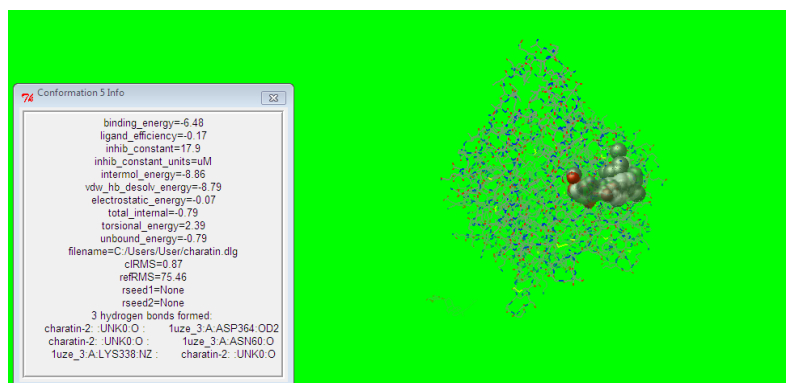 Conformation 5 Info
binding_energy=-6.48
ligand_efficiency=-0.17
inhib_constant=17.9
inhib_constant_units=uM
intermol_energy=-8.86
vdw_hb_desolv_energy=-8.79
electrostatic_energy=-0.07
total_internal=-0.79
torsional_energy=2.39
unbound_energy=-0.79
filename=C:/Users/User/charatin.dlg
clRMS=0.87
refRMS=75.46
rseed1=None
rseed2=None
3 hydrogen bonds formed:
charatin-2: :UNK0:O : 1uze_3:A:ASP364:OD2
charatin-2: :UNK0:O : 1uze_3:A:ASN60:O
1uze_3:A:LYS338:NZ : charatin-2: :UNK0:O